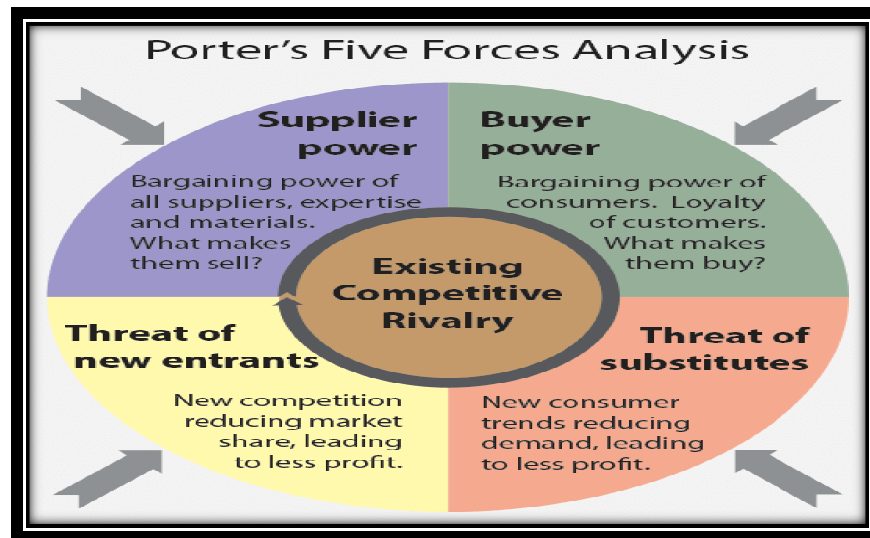 Porter's Five Forces Analysis
Supplier
power
Bargaining power of
all suppliers, expertise
and materials.
What makes
them sell?
Buyer
power
Bargaining power of
consumers. Loyalty
of customers.
What makes
them buy?
Existing
Competitive
Rivalry
Threat of
new entrants
New competition
reducing market
share, leading
to less profit.
Threat of
substitutes
New consumer
trends reducing
demand, leading
to less profit.